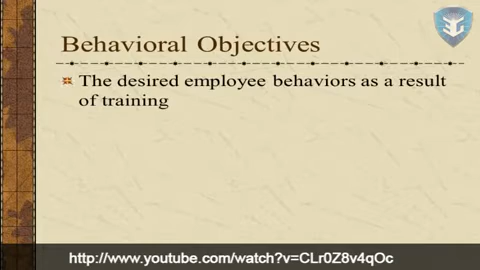 Behavioral Objectives
The desired employee behaviors as a result
of training
http://www.youtube.com/watch?v=CLr0Z8v4qOc